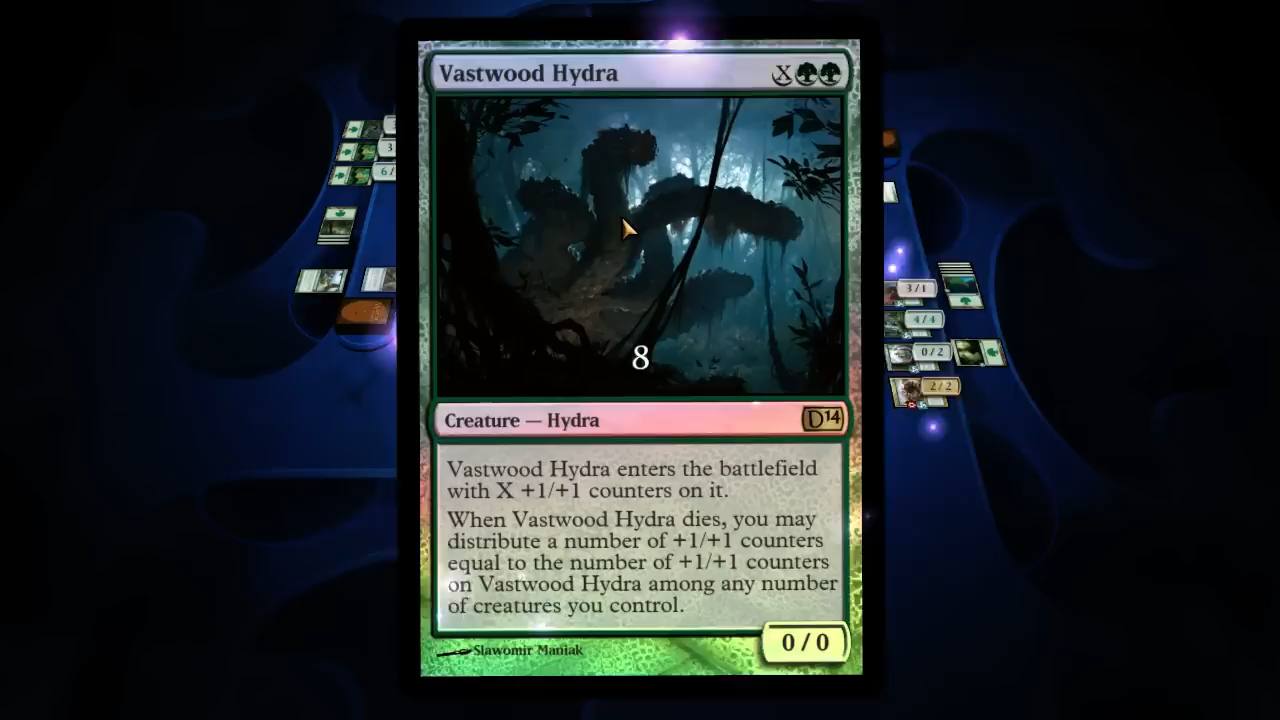 Vastwood Hydra X
8
Creature — Hydra D14
Vastwood Hydra enters the battlefield
with X +1/+1 counters on it.
When Vastwood Hydra dies, you may
distribute a number of +1/+1 counters
equal to the number of +1/+1 counters
on Vastwood Hydra among any number
of creatures you control.
0/0
Slawomir Maniak
3
6/
3/1
4/4
0/2
2/2